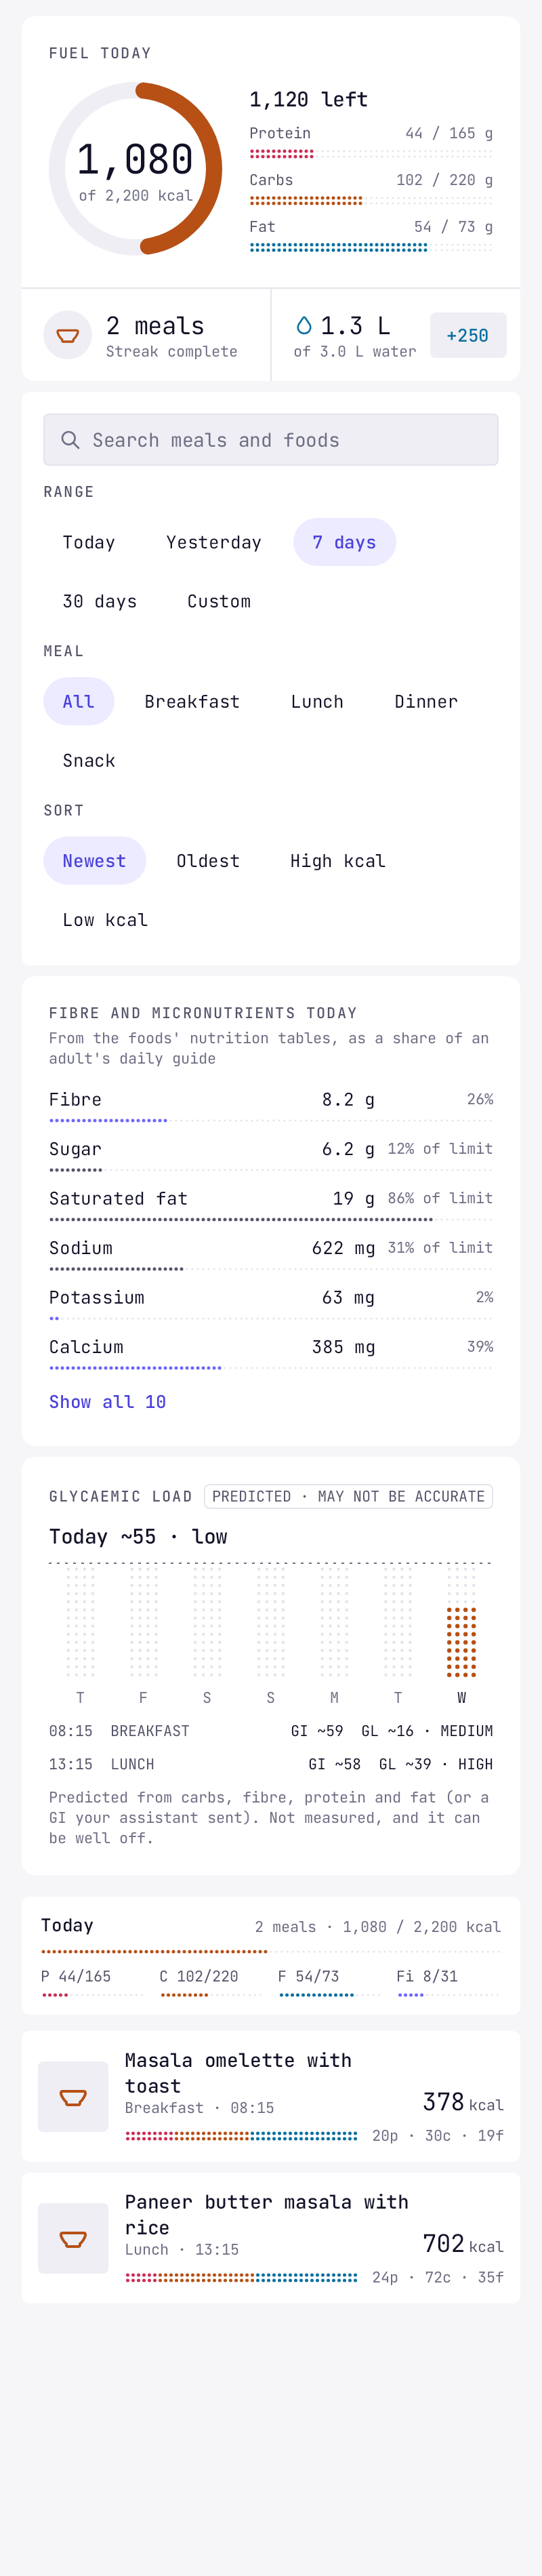 FUEL TODAY
1,080
of 2,200 kcal
1,120 left
Protein 44 / 165 g
Carbs 102 / 220 g
Fat 54 / 73 g
2 meals
Streak complete
1.3 L
of 3.0 L water
+250
Search meals and foods
RANGE
Today Yesterday 7 days
30 days Custom
MEAL
All Breakfast Lunch Dinner
Snack
SORT
Newest Oldest High kcal
Low kcal
FIBRE AND MICRONUTRIENTS TODAY
From the foods' nutrition tables, as a share of an
adult's daily guide
Fibre 8.2 g 26%
Sugar 6.2 g 12% of limit
Saturated fat 19 g 86% of limit
Sodium 622 mg 31% of limit
Potassium 63 mg 2%
Calcium 385 mg 39%
Show all 10
GLYCAEMIC LOAD PREDICTED · MAY NOT BE ACCURATE
Today ~55 · low
T F S S M T W
08:15 BREAKFAST GI ~59 GL ~16 · MEDIUM
13:15 LUNCH GI ~58 GL ~39 · HIGH
Predicted from carbs, fibre, protein and fat (or a
GI your assistant sent). Not measured, and it can
be well off.
Today 2 meals · 1,080 / 2,200 kcal
P 44/165 C 102/220 F 54/73 Fi 8/31
Masala omelette with
toast
Breakfast · 08:15
378 kcal
20p · 30c · 19f
Paneer butter masala with
rice
Lunch · 13:15
702 kcal
24p · 72c · 35f